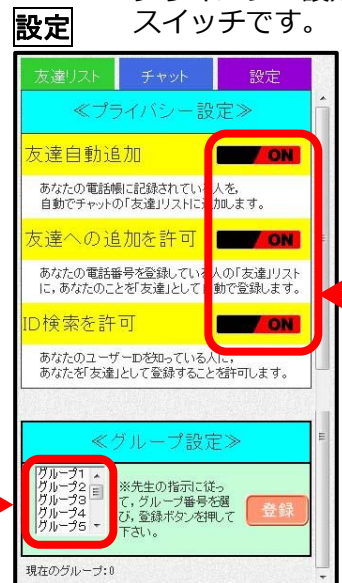 スイッチです。
設定
友達リスト チャット 設定
≪プライバシー設定≫
友達自動追加 ON
あなたの電話帳に記録されている人を,
自動でチャットの「友達」リストに追加します。
友達への追加を許可 ON
あなたの電話番号を登録している人の「友達」リスト
に,あなたのことを「友達」として自動で登録します。
ID検索を許可 ON
あなたのユーザーIDを知っている人に,
あなたを「友達」として登録することを許可します。
≪グループ設定≫
グループ1
グループ2
グループ3
グループ4
グループ5
※先生の指示に従っ
て,グループ番号を選
び,登録ボタンを押して
下さい。
登録
現在のグループ:0